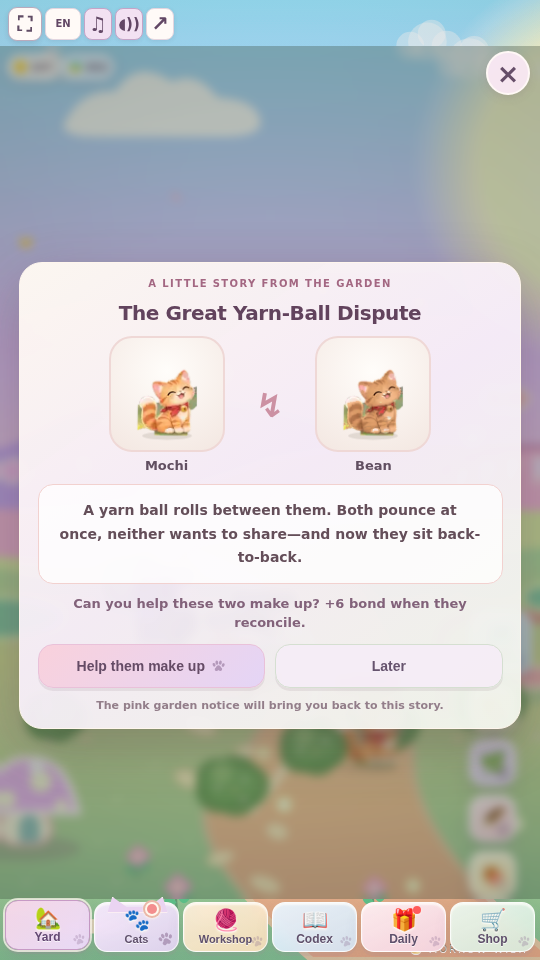 EN
A LITTLE STORY FROM THE GARDEN
The Great Yarn-Ball Dispute
Mochi
Bean
A yarn ball rolls between them. Both pounce at
once, neither wants to share—and now they sit back-
to-back.
Can you help these two make up? +6 bond when they
reconcile.
Help them make up
Later
The pink garden notice will bring you back to this story.
Yard
Cats
Workshop
Codex
Daily
Shop